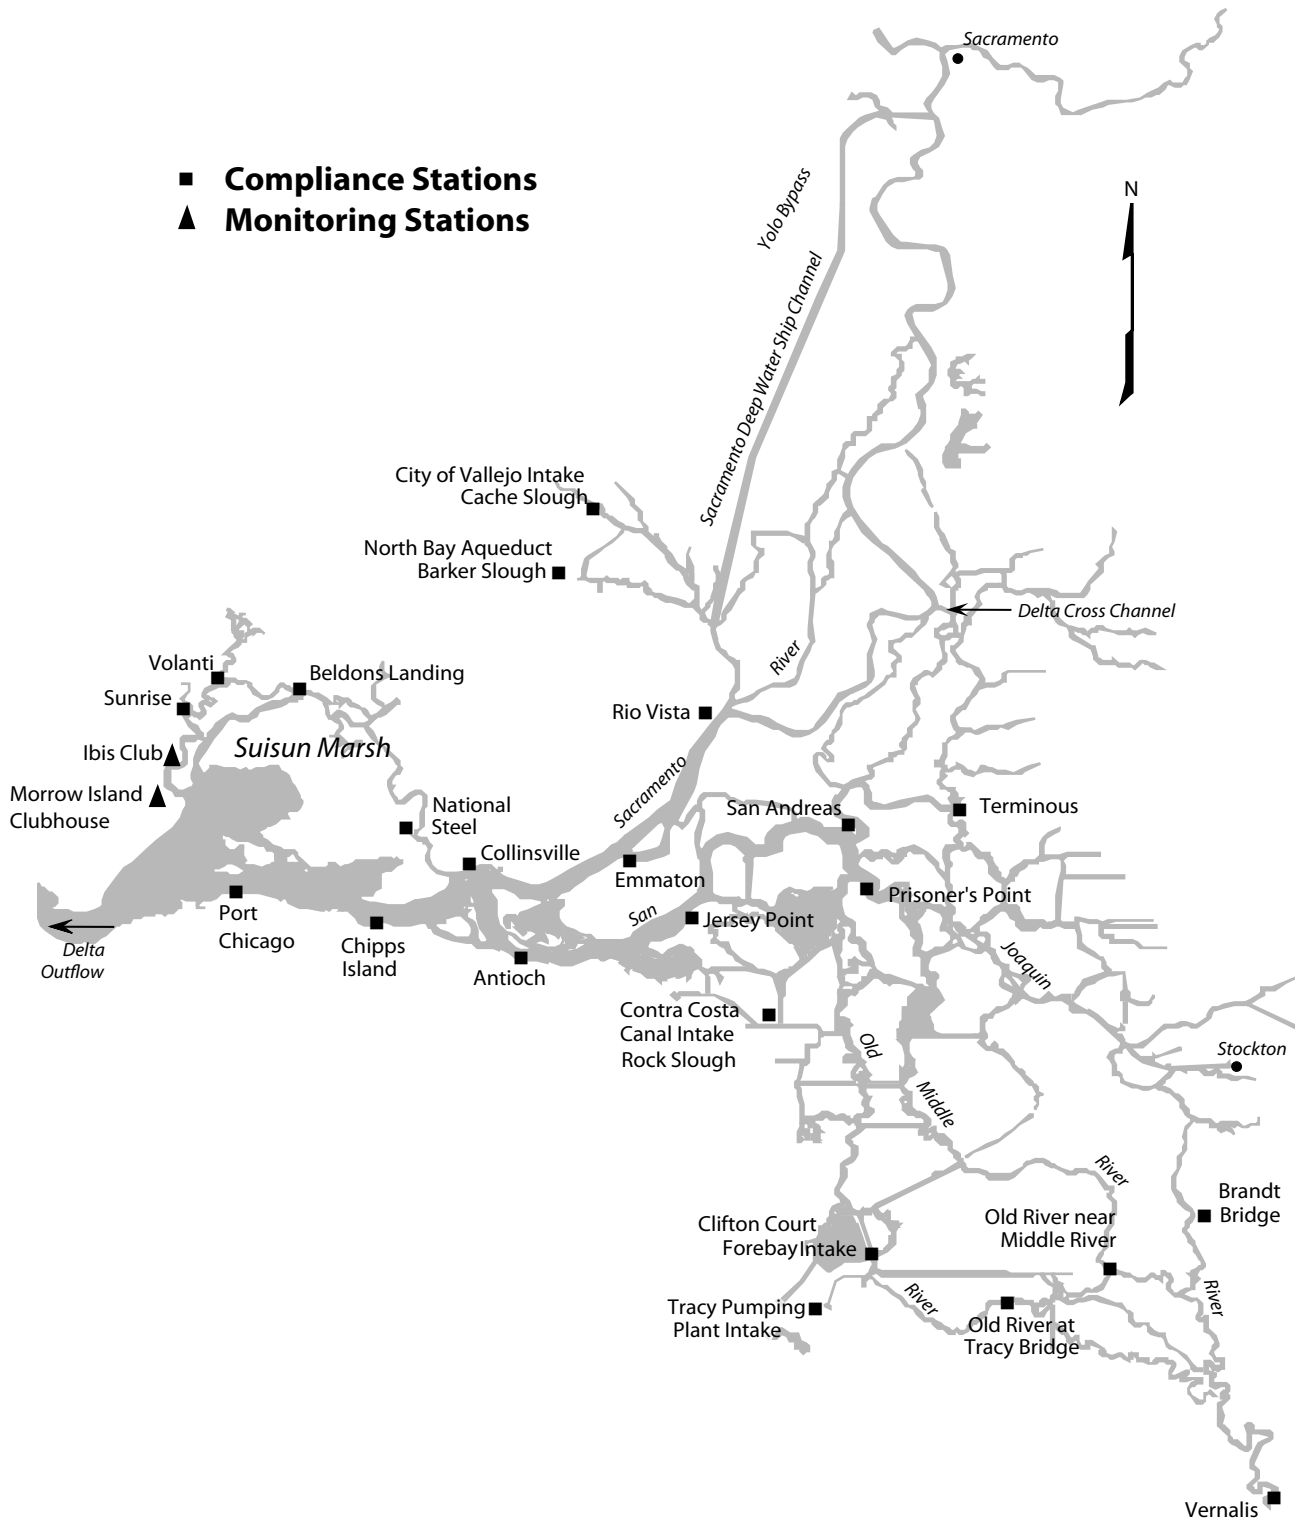 Sacramento
Compliance Stations
Monitoring Stations
N
Yolo Bypass
Sacramento Deep Water Ship Channel
City of Vallejo Intake
Cache Slough
North Bay Aqueduct
Barker Slough
Delta Cross Channel
River
Volanti
Beldons Landing
Sunrise
Rio Vista
Ibis Club
Suisun Marsh
Morrow Island
Clubhouse
Sacramento
National
Steel
San Andreas
Terminous
Collinsville
Emmaton
Prisoner's Point
San
Jersey Point
Port
Chicago
Delta
Outflow
Chipps
Island
Antioch
Joaquin
Contra Costa
Canal Intake
Rock Slough
Old
Stockton
Middle
River
Brandt
Bridge
Clifton Court
Forebay Intake
Old River near
Middle River
River
River
Tracy Pumping
Plant Intake
Old River at
Tracy Bridge
Vernalis